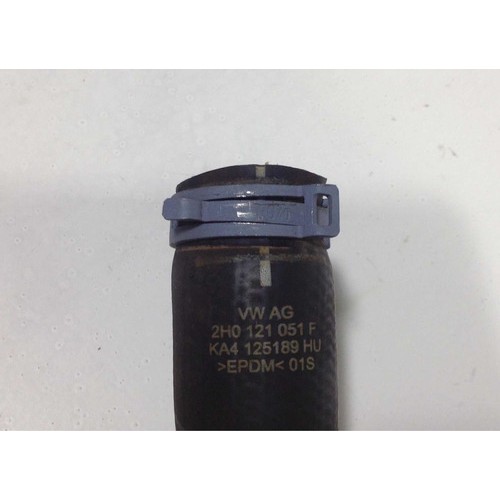 VW AG
2H0 121 051 F
KA4 125189 HU
>EPDM< 01S